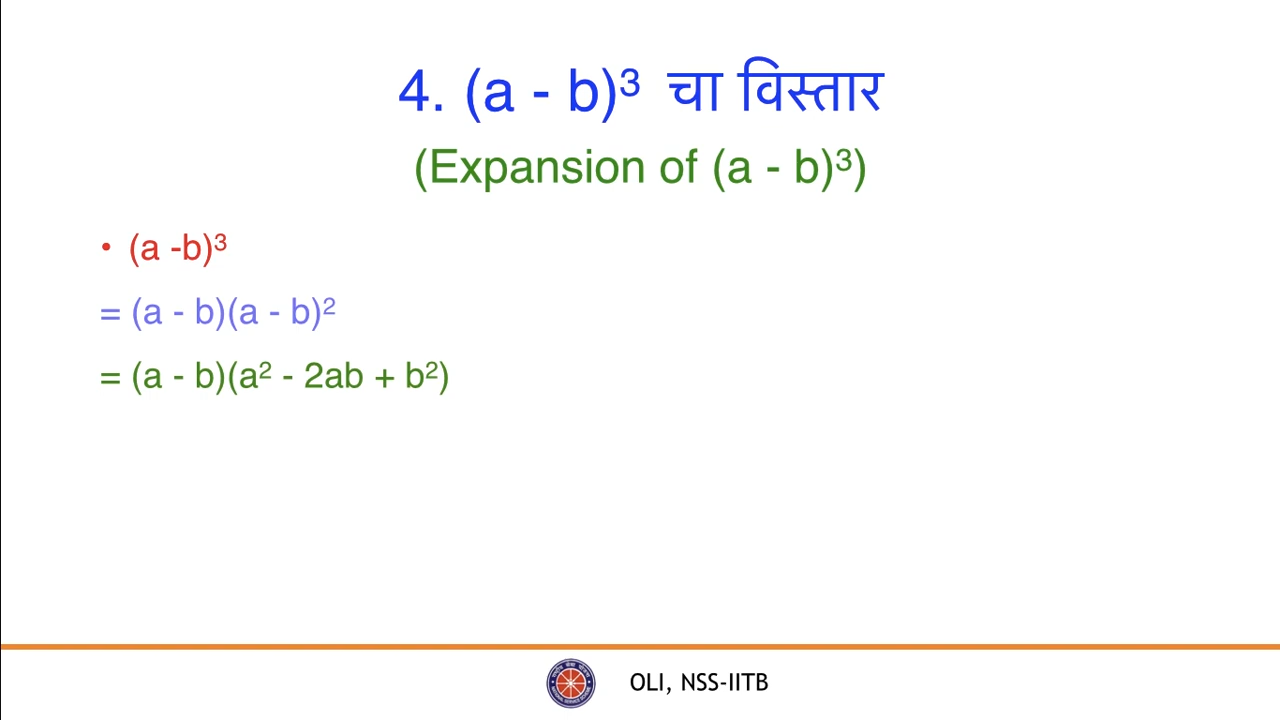 4. (a - b)³ चा विस्तार
(Expansion of (a - b)³)
• (a -b)³
= (a - b)(a - b)²
= (a - b)(a² - 2ab + b²)
OLI, NSS-IITB